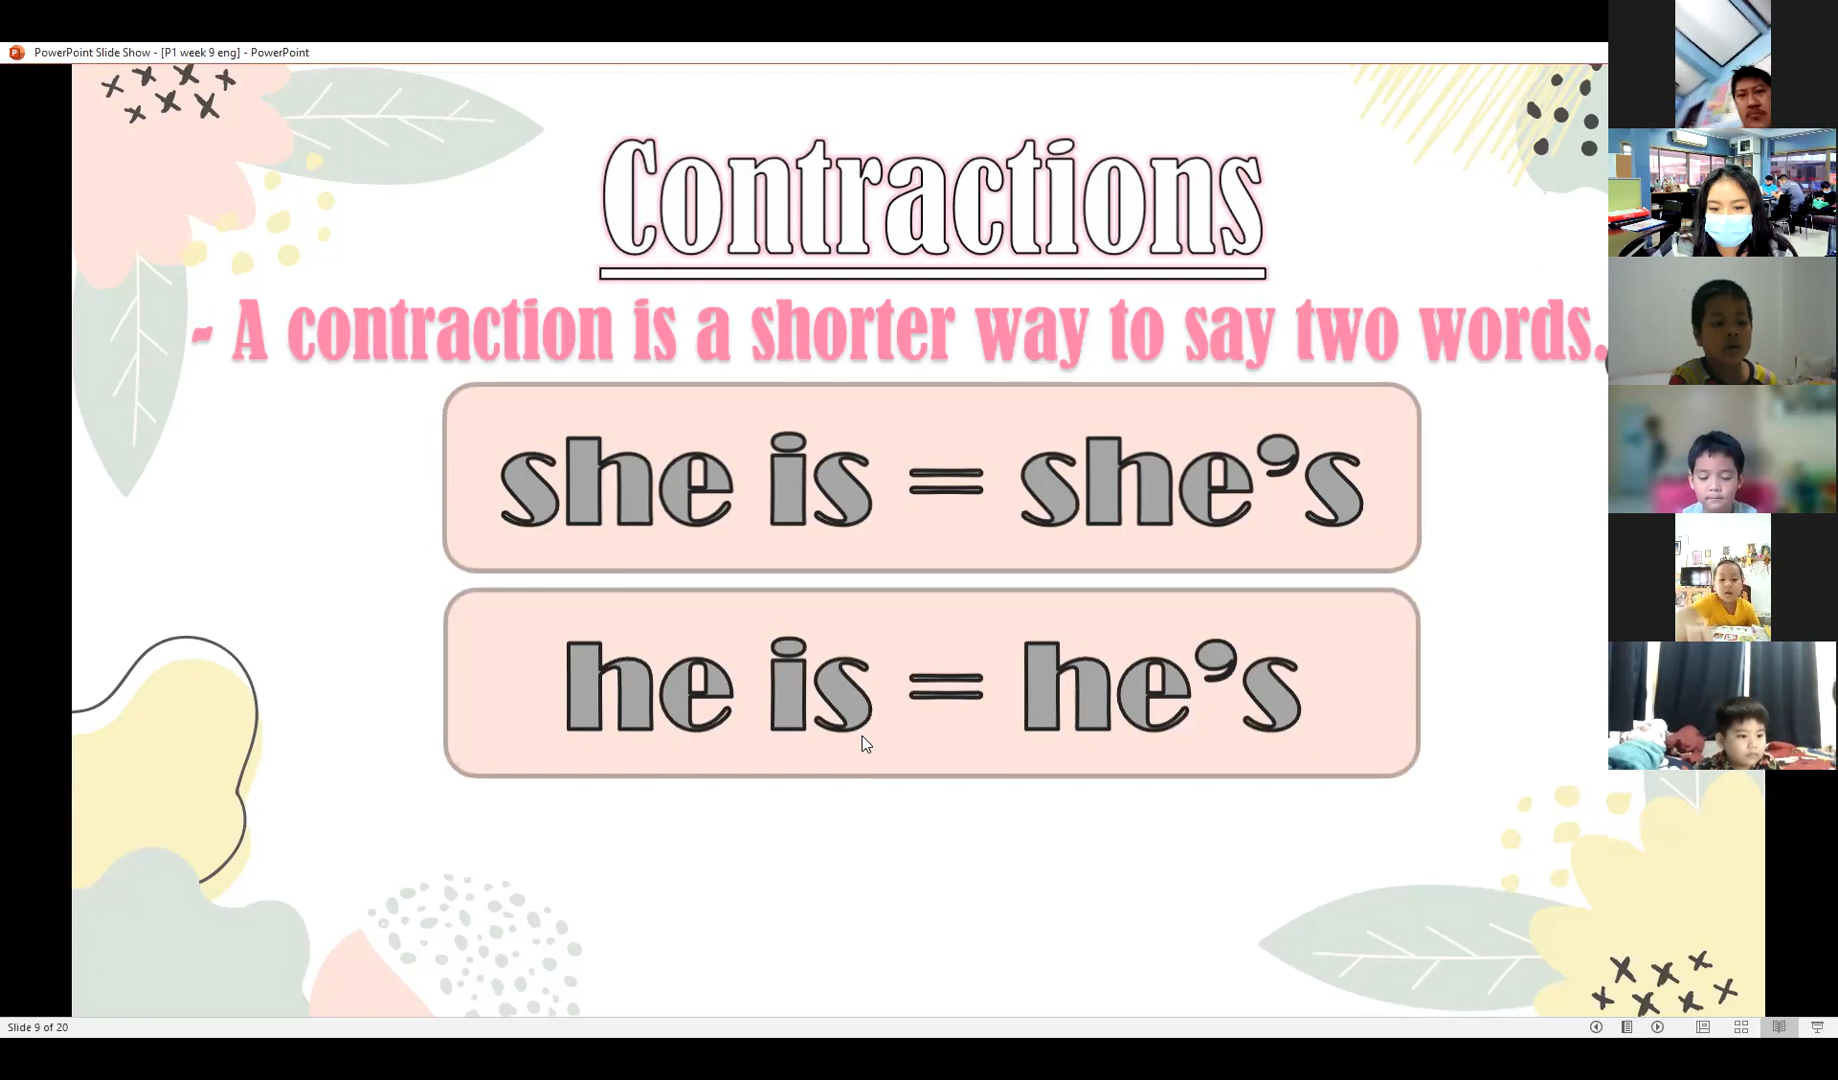 PowerPoint Slide Show - [P1 week 9 eng] - PowerPoint
Contractions
- A contraction is a shorter way to say two words.
she is = she’s
he is = he’s
Slide 9 of 20